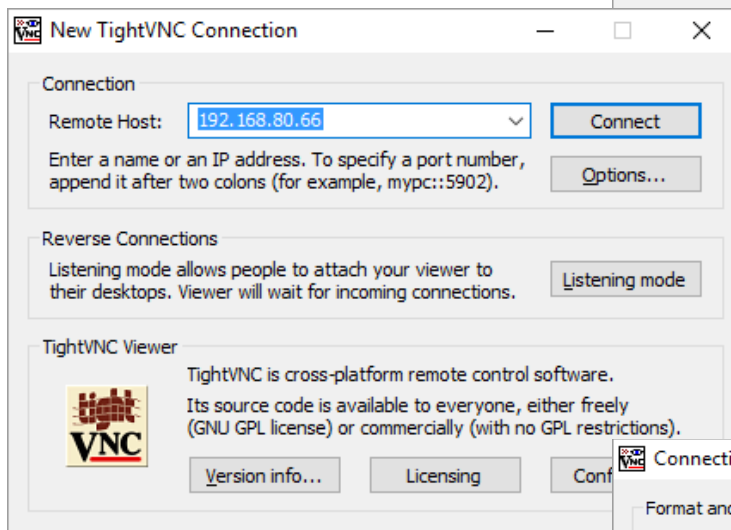 New TightVNC Connection
Connection
Remote Host: 192.168.80.66 Connect
Enter a name or an IP address. To specify a port number,
append it after two colons (for example, mypc::5902).
Options...
Reverse Connections
Listening mode allows people to attach your viewer to
their desktops. Viewer will wait for incoming connections.
Listening mode
TightVNC Viewer
tight
VNC
TightVNC is cross-platform remote control software.
Its source code is available to everyone, either freely
(GNU GPL license) or commercially (with no GPL restrictions).
Version info... Licensing